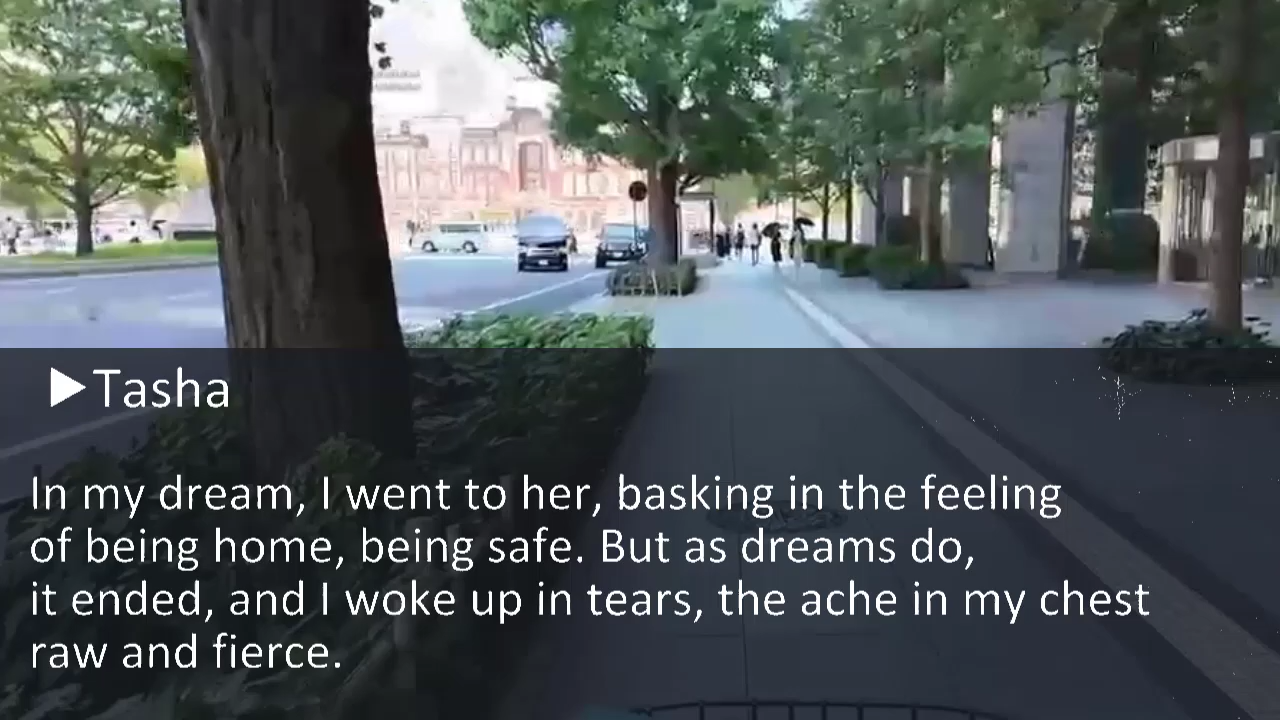 ▶Tasha
In my dream, I went to her, basking in the feeling
of being home, being safe. But as dreams do,
it ended, and I woke up in tears, the ache in my chest
raw and fierce.